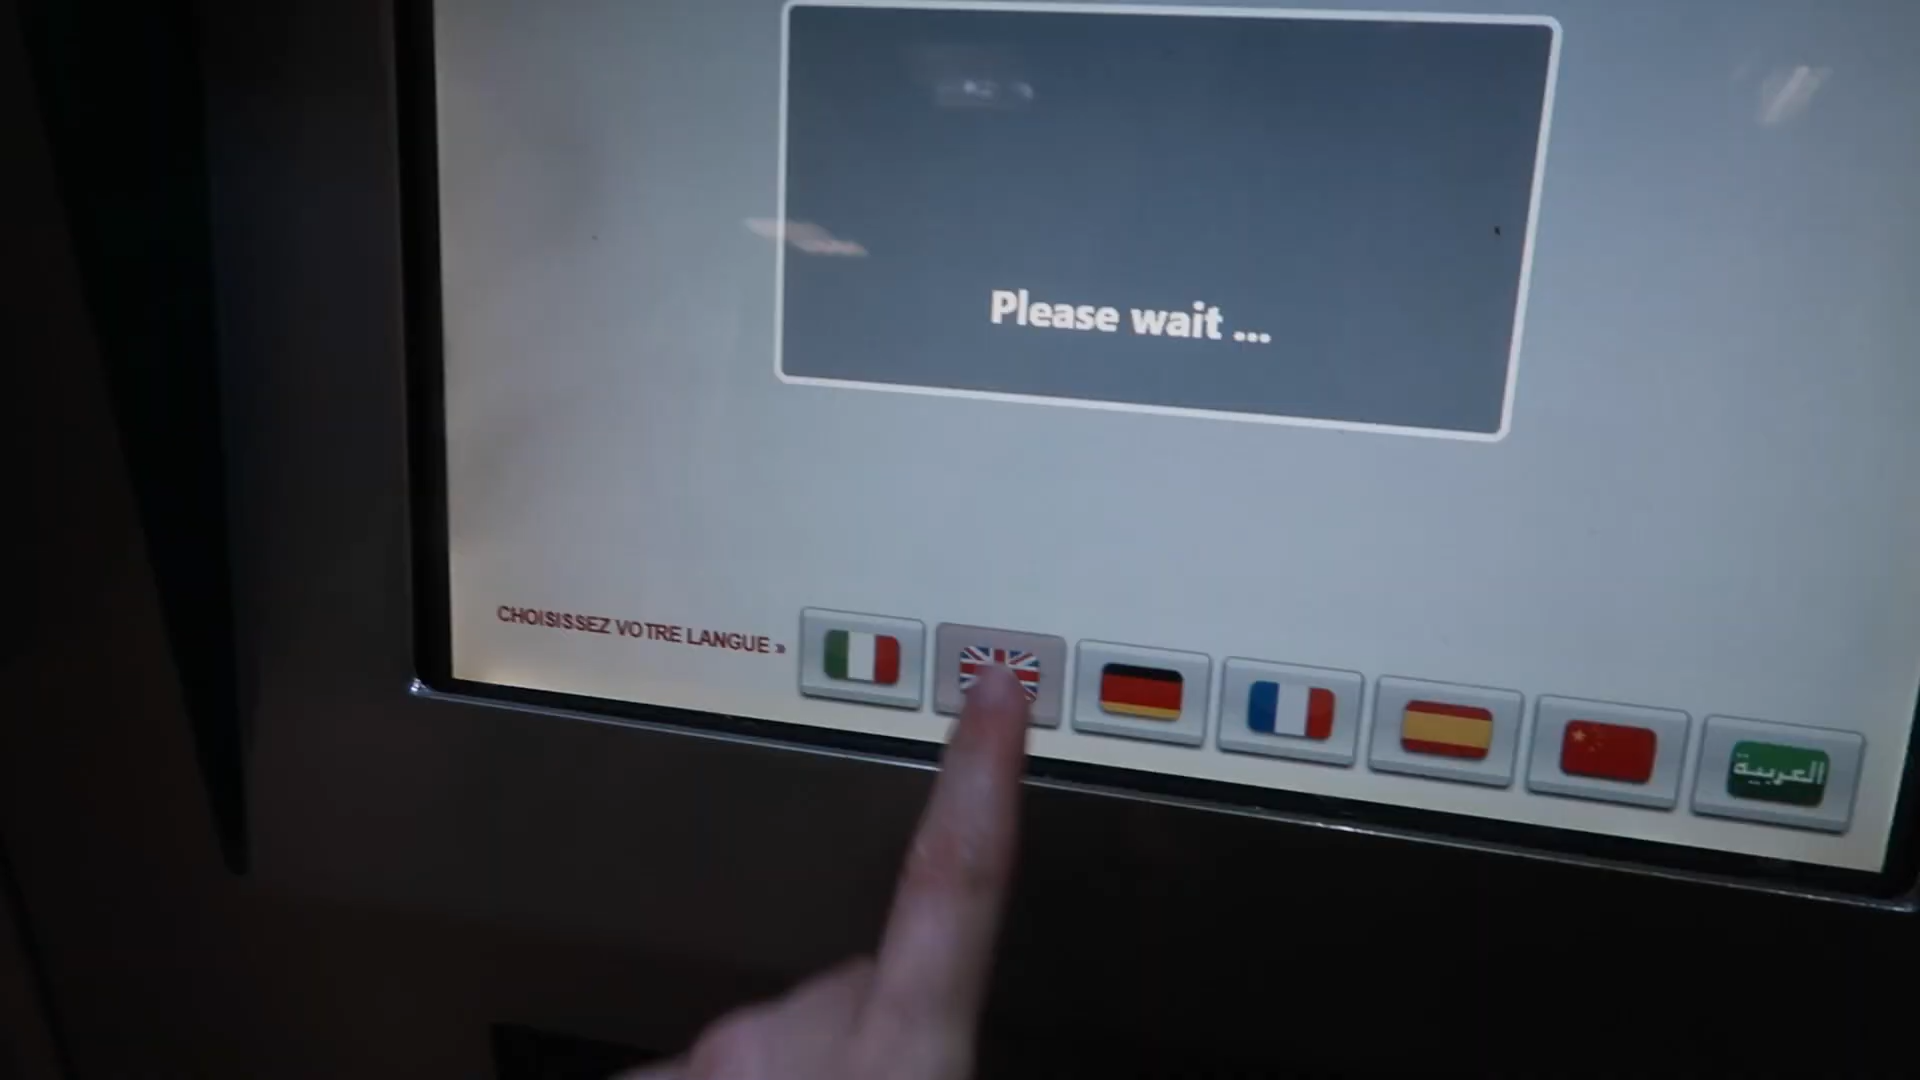 Please wait ...
CHOISISSEZ VOTRE LANGUE »
العربية